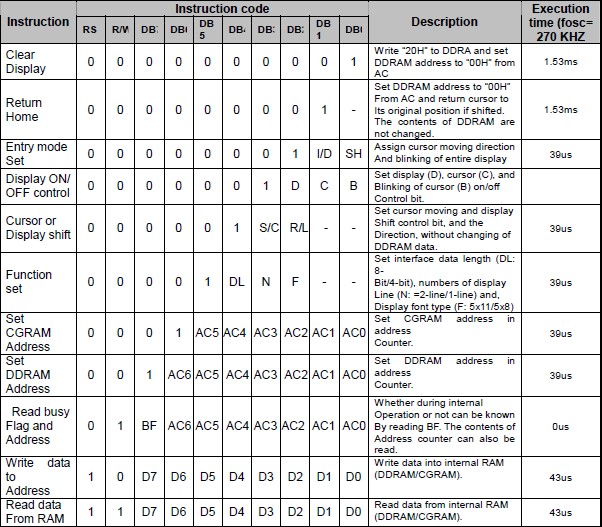 Instruction Instruction code Description Execution time (fosc= 270 KHZ
RS R/W DB7 DB6 DB5 DB4 DB3 DB2 DB1 DB0
Clear Display 0 0 0 0 0 0 0 0 0 1 Write “20H” to DDRA and set DDRAM address to “00H” from AC 1.53ms
Return Home 0 0 0 0 0 0 0 0 1 - Set DDRAM address to “00H” From AC and return cursor to Its original position if shifted. The contents of DDRAM are not changed. 1.53ms
Entry mode Set 0 0 0 0 0 0 0 1 I/D SH Assign cursor moving direction And blinking of entire display 39us
Display ON/ OFF control 0 0 0 0 0 0 1 D C B Set display (D), cursor (C), and Blinking of cursor (B) on/off Control bit.
Cursor or Display shift 0 0 0 0 0 1 S/C R/L - - Set cursor moving and display Shift control bit, and the Direction, without changing of DDRAM data. 39us
Function set 0 0 0 0 1 DL N F - - Set interface data length (DL: 8- Bit/4-bit), numbers of display Line (N: =2-line/1-line) and, Display font type (F: 5x11/5x8) 39us
Set CGRAM Address 0 0 0 1 AC5 AC4 AC3 AC2 AC1 AC0 Set CGRAM address in address Counter. 39us
Set DDRAM Address 0 0 1 AC6 AC5 AC4 AC3 AC2 AC1 AC0 Set DDRAM address in address Counter. 39us
Read busy Flag and Address 0 1 BF AC6 AC5 AC4 AC3 AC2 AC1 AC0 Whether during internal Operation or not can be known By reading BF. The contents of Address counter can also be read. 0us
Write data to Address 1 0 D7 D6 D5 D4 D3 D2 D1 D0 Write data into internal RAM (DDRAM/CGRAM). 43us
Read data From RAM 1 1 D7 D6 D5 D4 D3 D2 D1 D0 Read data from internal RAM (DDRAM/CGRAM). 43us